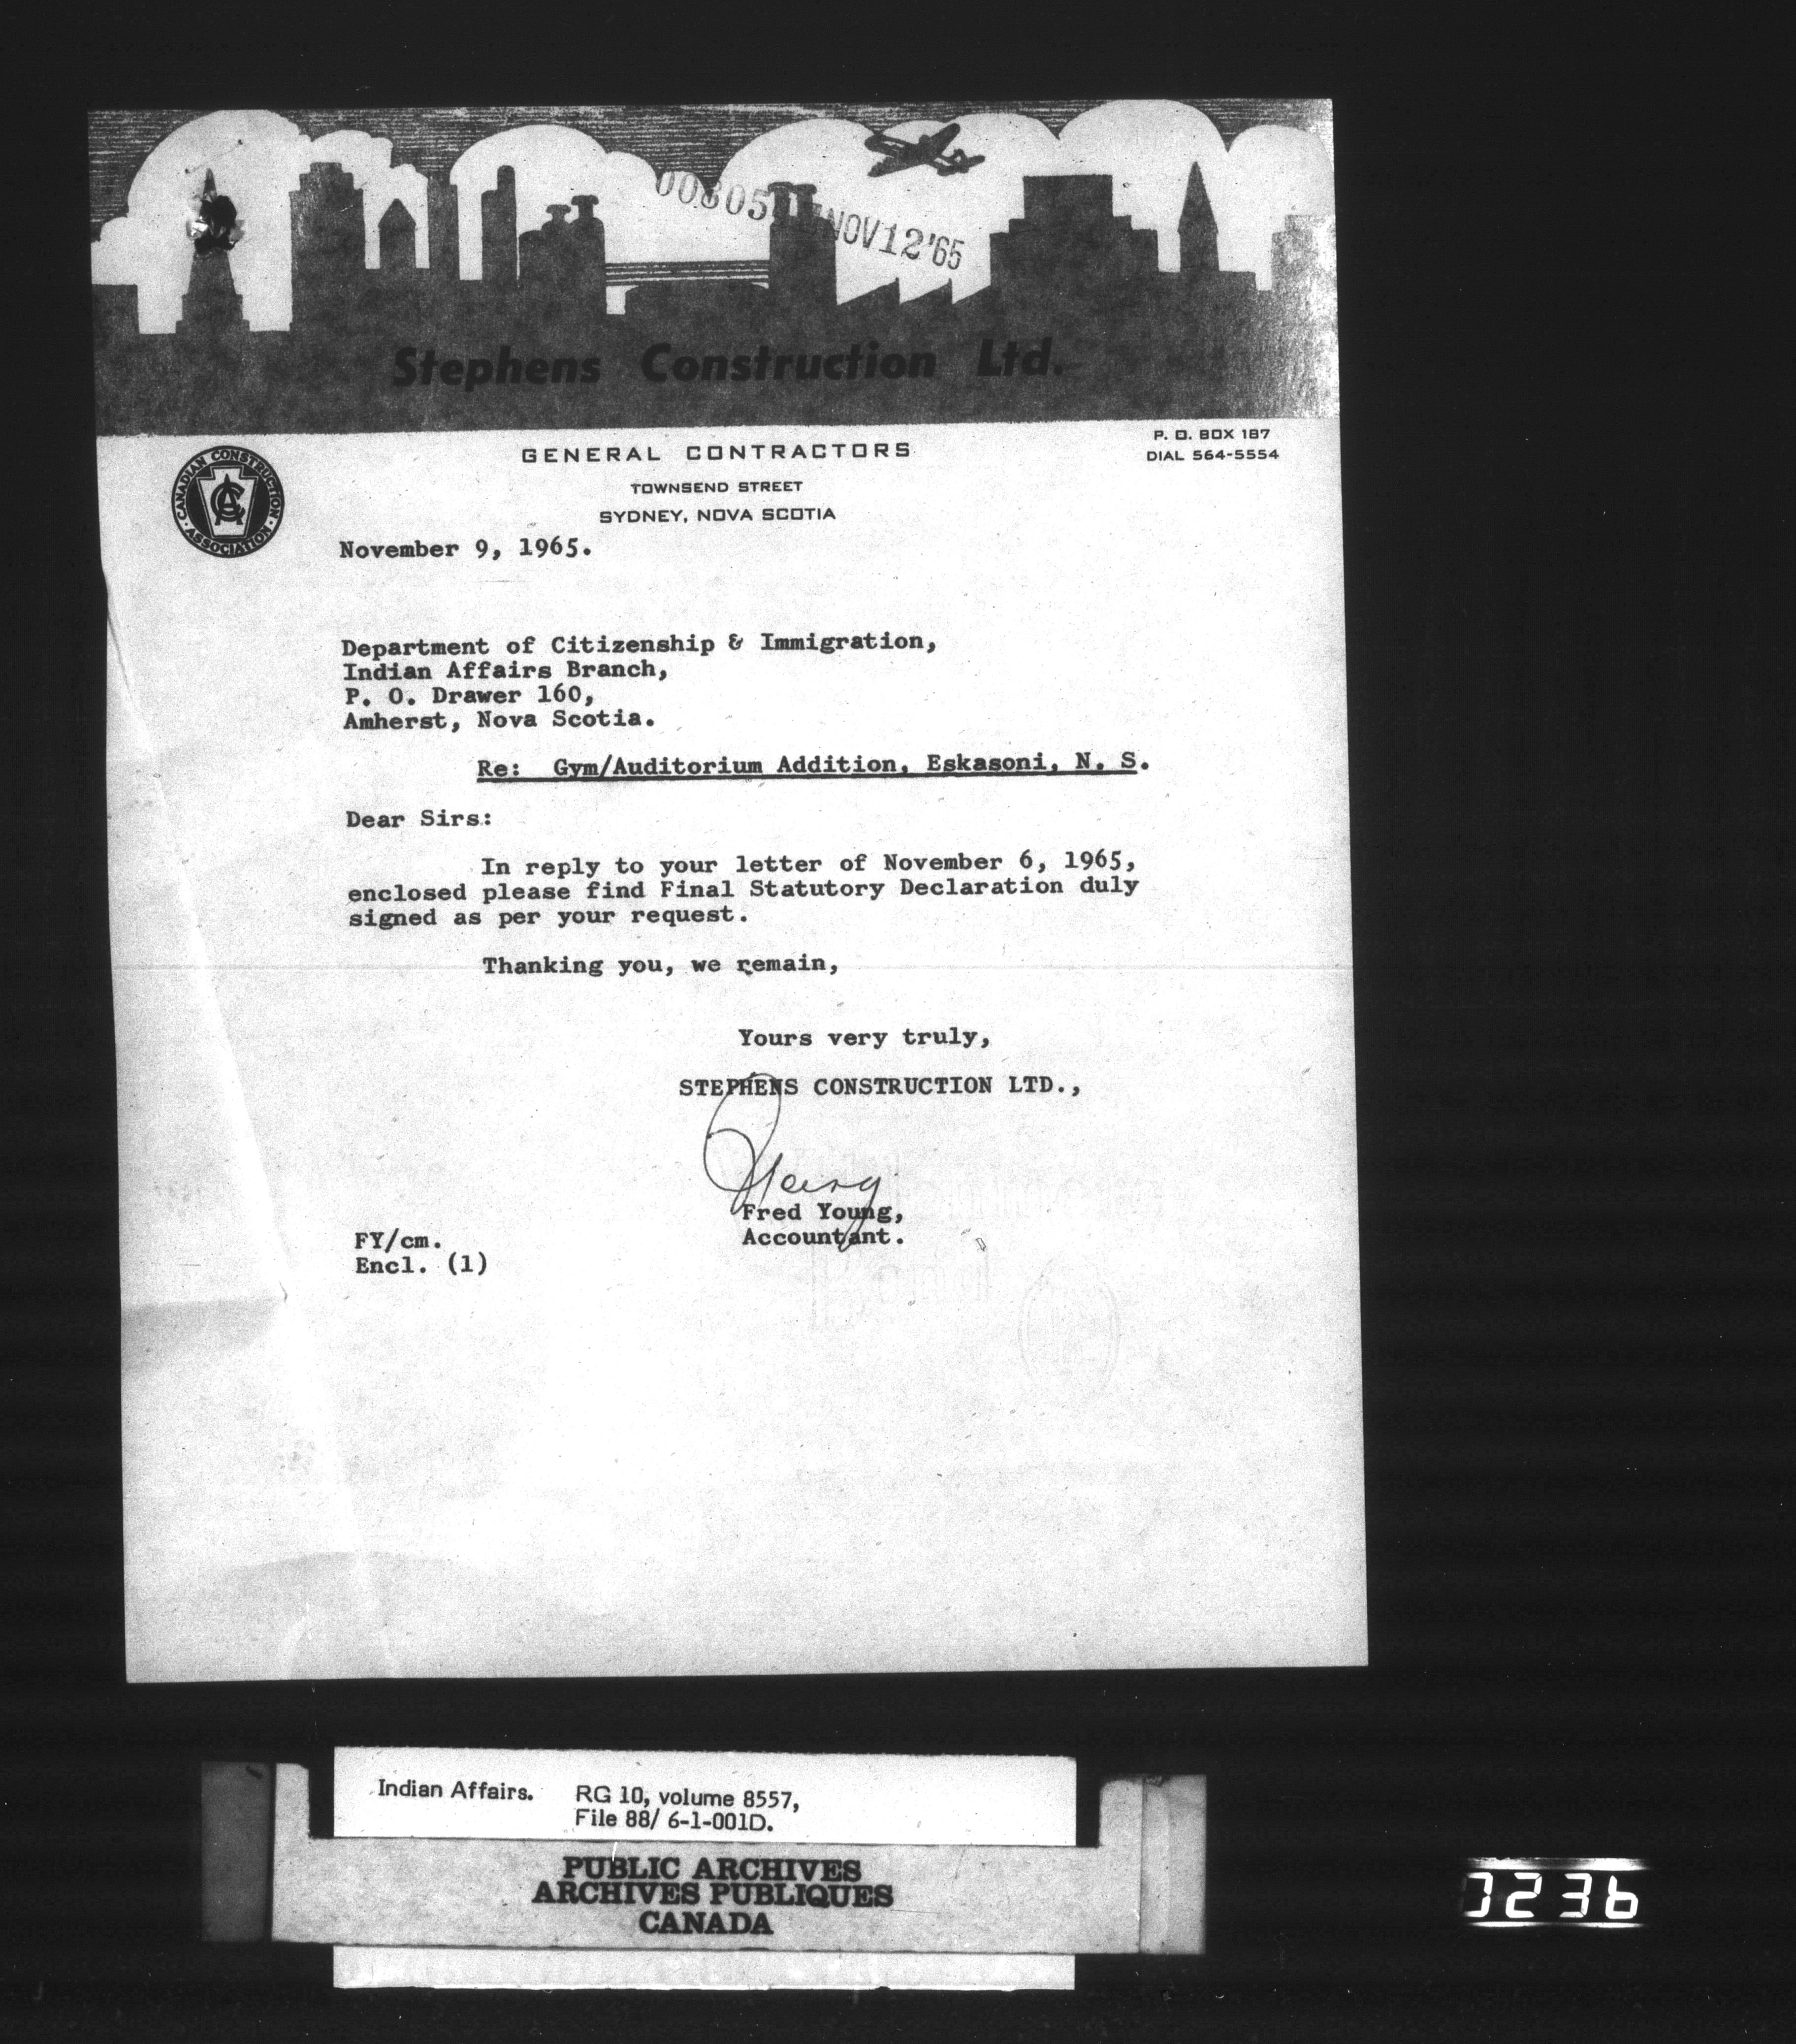 NOV 12 '65
Stephens Construction Ltd.
GENERAL CONTRACTORS
P. O. BOX 187
DIAL 564-5554
TOWNSEND STREET
SYDNEY, NOVA SCOTIA
CANADIAN CONSTRUCTION ASSOCIATION
CCA
November 9, 1965.
Department of Citizenship & Immigration,
Indian Affairs Branch,
P. O. Drawer 160,
Amherst, Nova Scotia.
Re: Gym/Auditorium Addition, Eskasoni, N. S.
Dear Sirs:
In reply to your letter of November 6, 1965,
enclosed please find Final Statutory Declaration duly
signed as per your request.
Thanking you, we remain,
Yours very truly,
STEPHENS CONSTRUCTION LTD.,
Fred Young,
Accountant.
FY/cm.
Encl. (1)
Indian Affairs. RG 10, volume 8557,
File 88/ 6-1-001D.
PUBLIC ARCHIVES
ARCHIVES PUBLIQUES
CANADA
0236